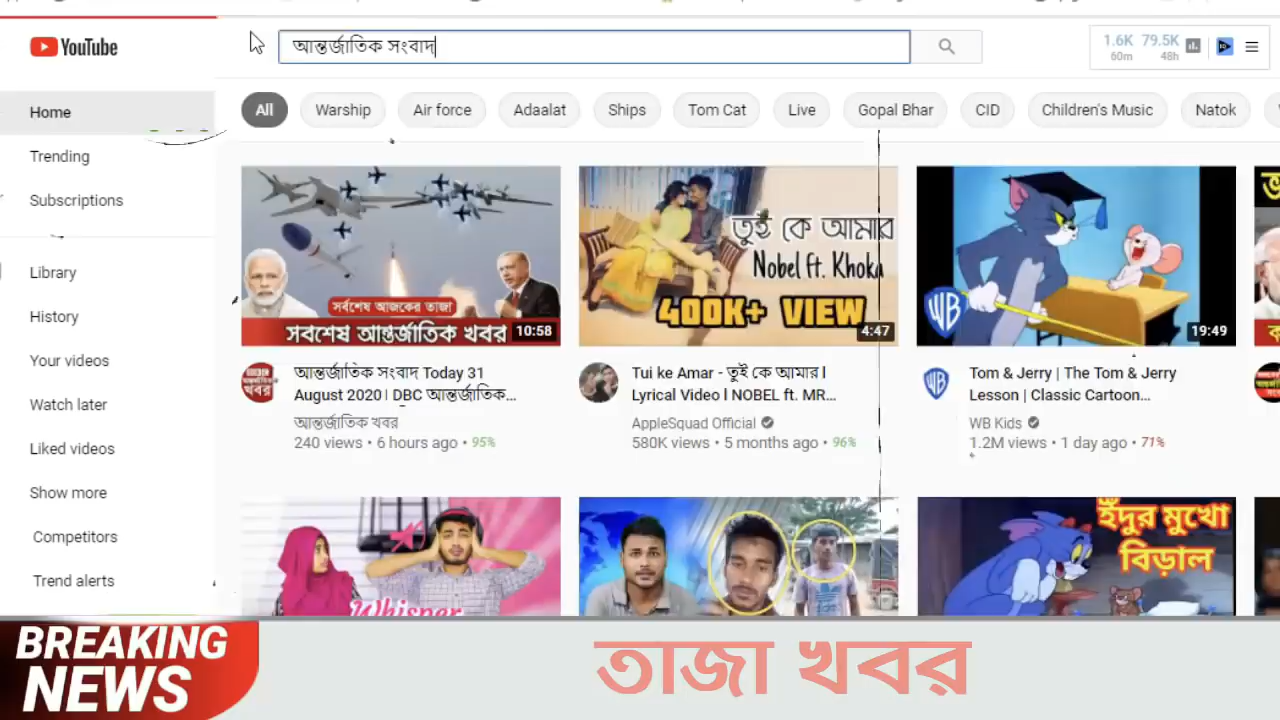 YouTube
আন্তর্জাতিক সংবাদ
1.6K 79.5K
60m 48h
All Warship Air force Adaalat Ships Tom Cat Live Gopal Bhar CID Children's Music Natok
Home
Trending
Subscriptions
Library
History
Your videos
Watch later
Liked videos
Show more
Competitors
Trend alerts
সর্বশেষ আজকের তাজা
সবশেষ আন্তর্জাতিক খবর
10:58
আন্তর্জাতিক সংবাদ Today 31
August 2020। DBC আন্তর্জাতিক...
আন্তর্জাতিক খবর
240 views • 6 hours ago • 95%
তুই কে আমার
Nobel ft. Khoka
400K+ VIEW
4:47
Tui ke Amar - তুই কে আমার l
Lyrical Video l NOBEL ft. MR...
AppleSquad Official
580K views • 5 months ago • 96%
WB
19:49
Tom & Jerry | The Tom & Jerry
Lesson | Classic Cartoon...
WB Kids
1.2M views • 1 day ago • 71%
Whisper
ইঁদুর মুখো
বিড়াল
BREAKING
NEWS
তাজা খবর